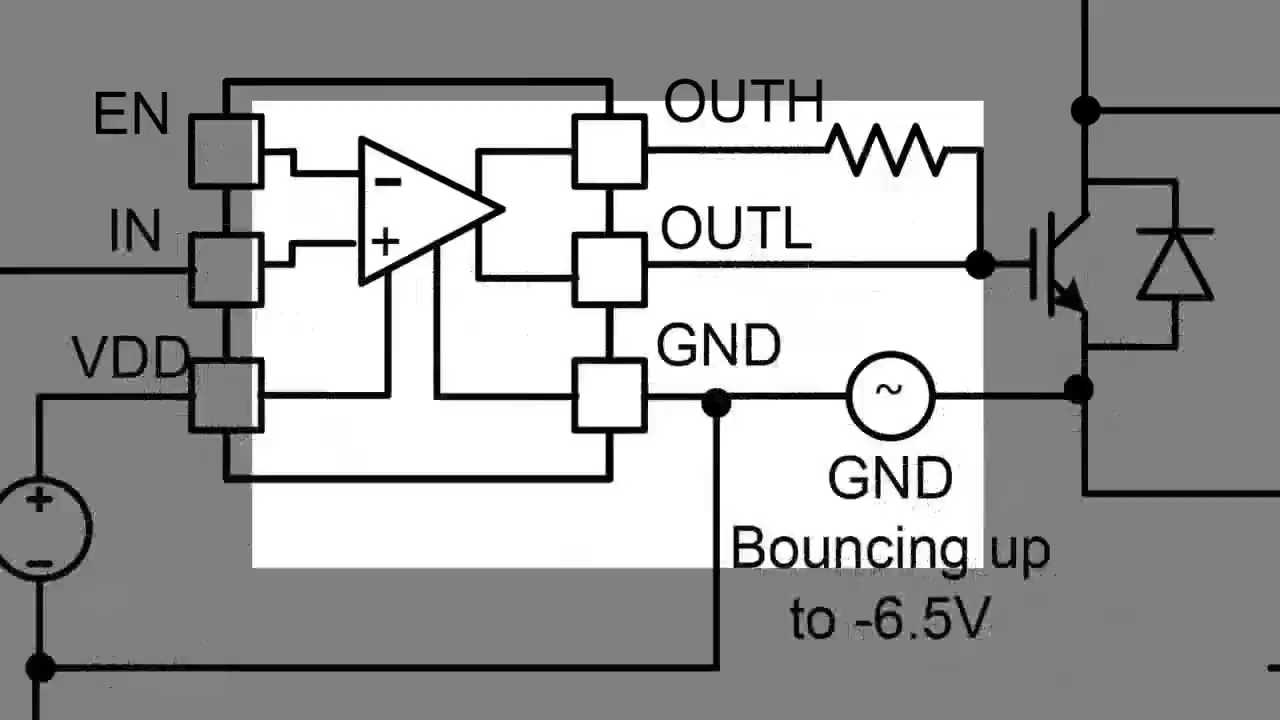 EN
OUTH
IN
OUTL
VDD
GND
GND
Bouncing up
to -6.5V